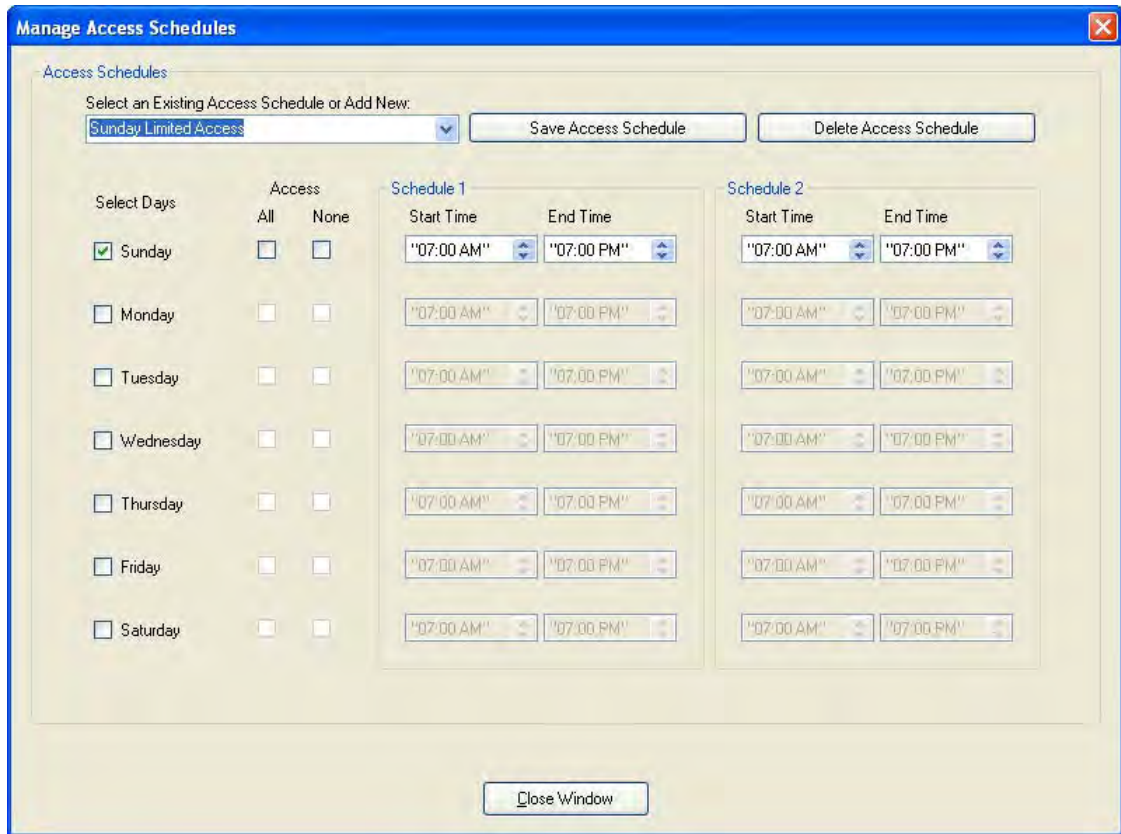 Manage Access Schedules
Access Schedules
Select an Existing Access Schedule or Add New:
Sunday Limited Access Save Access Schedule Delete Access Schedule
Select Days Access Schedule 1 Schedule 2
All None Start Time End Time Start Time End Time
Sunday "07:00 AM" "07:00 PM" "07:00 AM" "07:00 PM"
Monday "07:00 AM" "07:00 PM" "07:00 AM" "07:00 PM"
Tuesday "07:00 AM" "07:00 PM" "07:00 AM" "07:00 PM"
Wednesday "07:00 AM" "07:00 PM" "07:00 AM" "07:00 PM"
Thursday "07:00 AM" "07:00 PM" "07:00 AM" "07:00 PM"
Friday "07:00 AM" "07:00 PM" "07:00 AM" "07:00 PM"
Saturday "07:00 AM" "07:00 PM" "07:00 AM" "07:00 PM"
Close Window